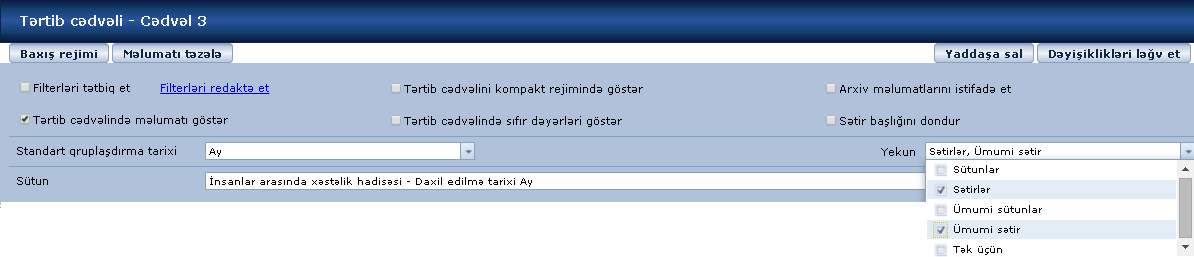 Tərtib cədvəli - Cədvəl 3
Baxış rejimi Məlumatı təzələ Yaddaşa sal Dəyişiklikləri ləğv et
Filterləri tətbiq et Filterləri redaktə et Tərtib cədvəlini kompakt rejimində göstər Arxiv məlumatlarını istifadə et
Tərtib cədvəlində məlumatı göstər Tərtib cədvəlində sıfır dəyərləri göstər Sətir başlığını dondur
Standart qruplaşdırma tarixi Ay Yekun Sətirlər, Ümumi sətir
Sütun İnsanlar arasında xəstəlik hadisəsi - Daxil edilmə tarixi Ay
Sütunlar
Sətirlər
Ümumi sütunlar
Ümumi sətir
Tək üçün